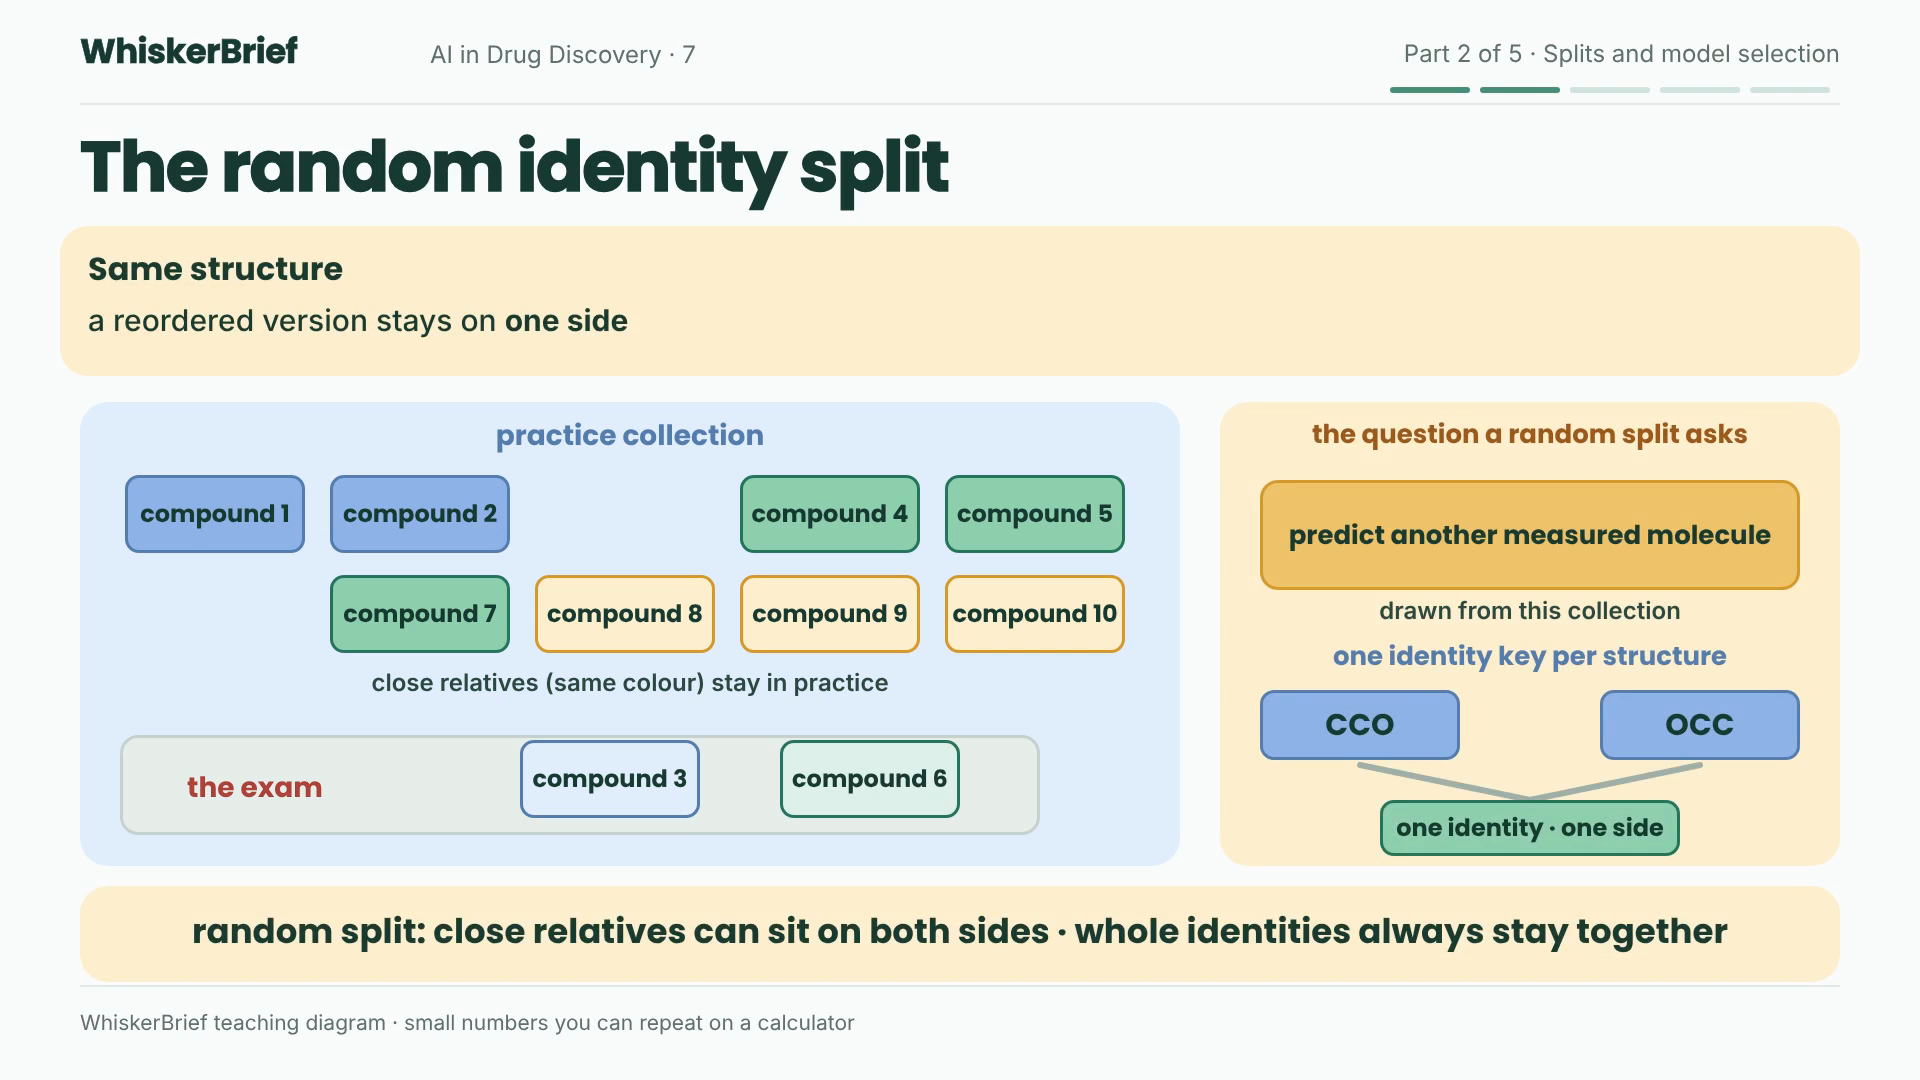 WhiskerBrief
AI in Drug Discovery · 7
Part 2 of 5 · Splits and model selection
The random identity split
Same structure
a reordered version stays on one side
practice collection
compound 1
compound 2
compound 4
compound 5
compound 7
compound 8
compound 9
compound 10
close relatives (same colour) stay in practice
the exam
compound 3
compound 6
the question a random split asks
predict another measured molecule
drawn from this collection
one identity key per structure
CCO
OCC
one identity · one side
random split: close relatives can sit on both sides · whole identities always stay together
WhiskerBrief teaching diagram · small numbers you can repeat on a calculator